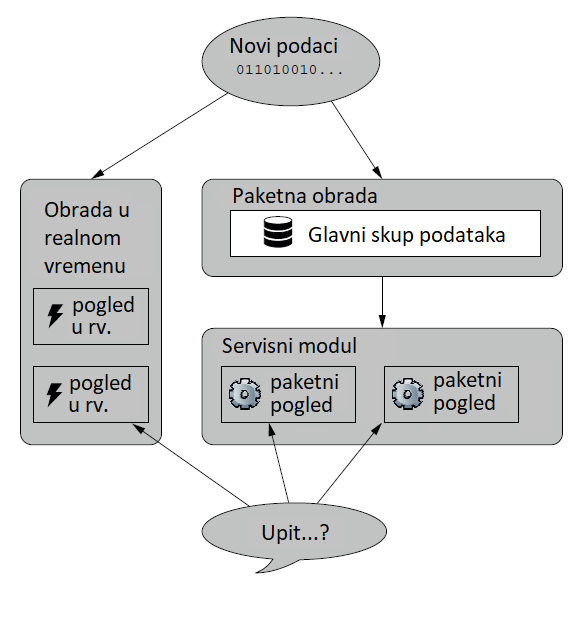 Novi podaci
011010010...
Obrada u
realnom
vremenu
pogled
u rv.
pogled
u rv.
Paketna obrada
Glavni skup podataka
Servisni modul
paketni
pogled
paketni
pogled
Upit...?